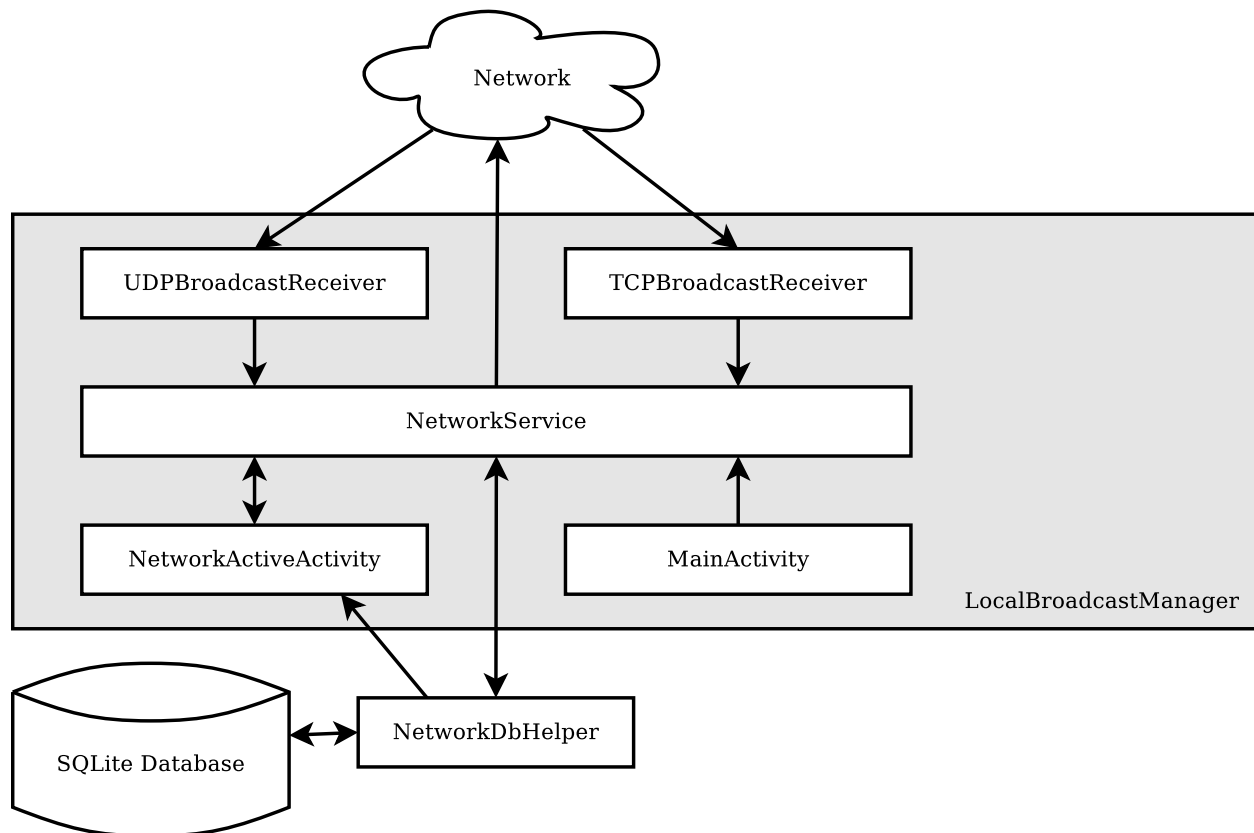 Network
UDPBroadcastReceiver
TCPBroadcastReceiver
NetworkService
NetworkActiveActivity
MainActivity
LocalBroadcastManager
NetworkDbHelper
SQLite Database